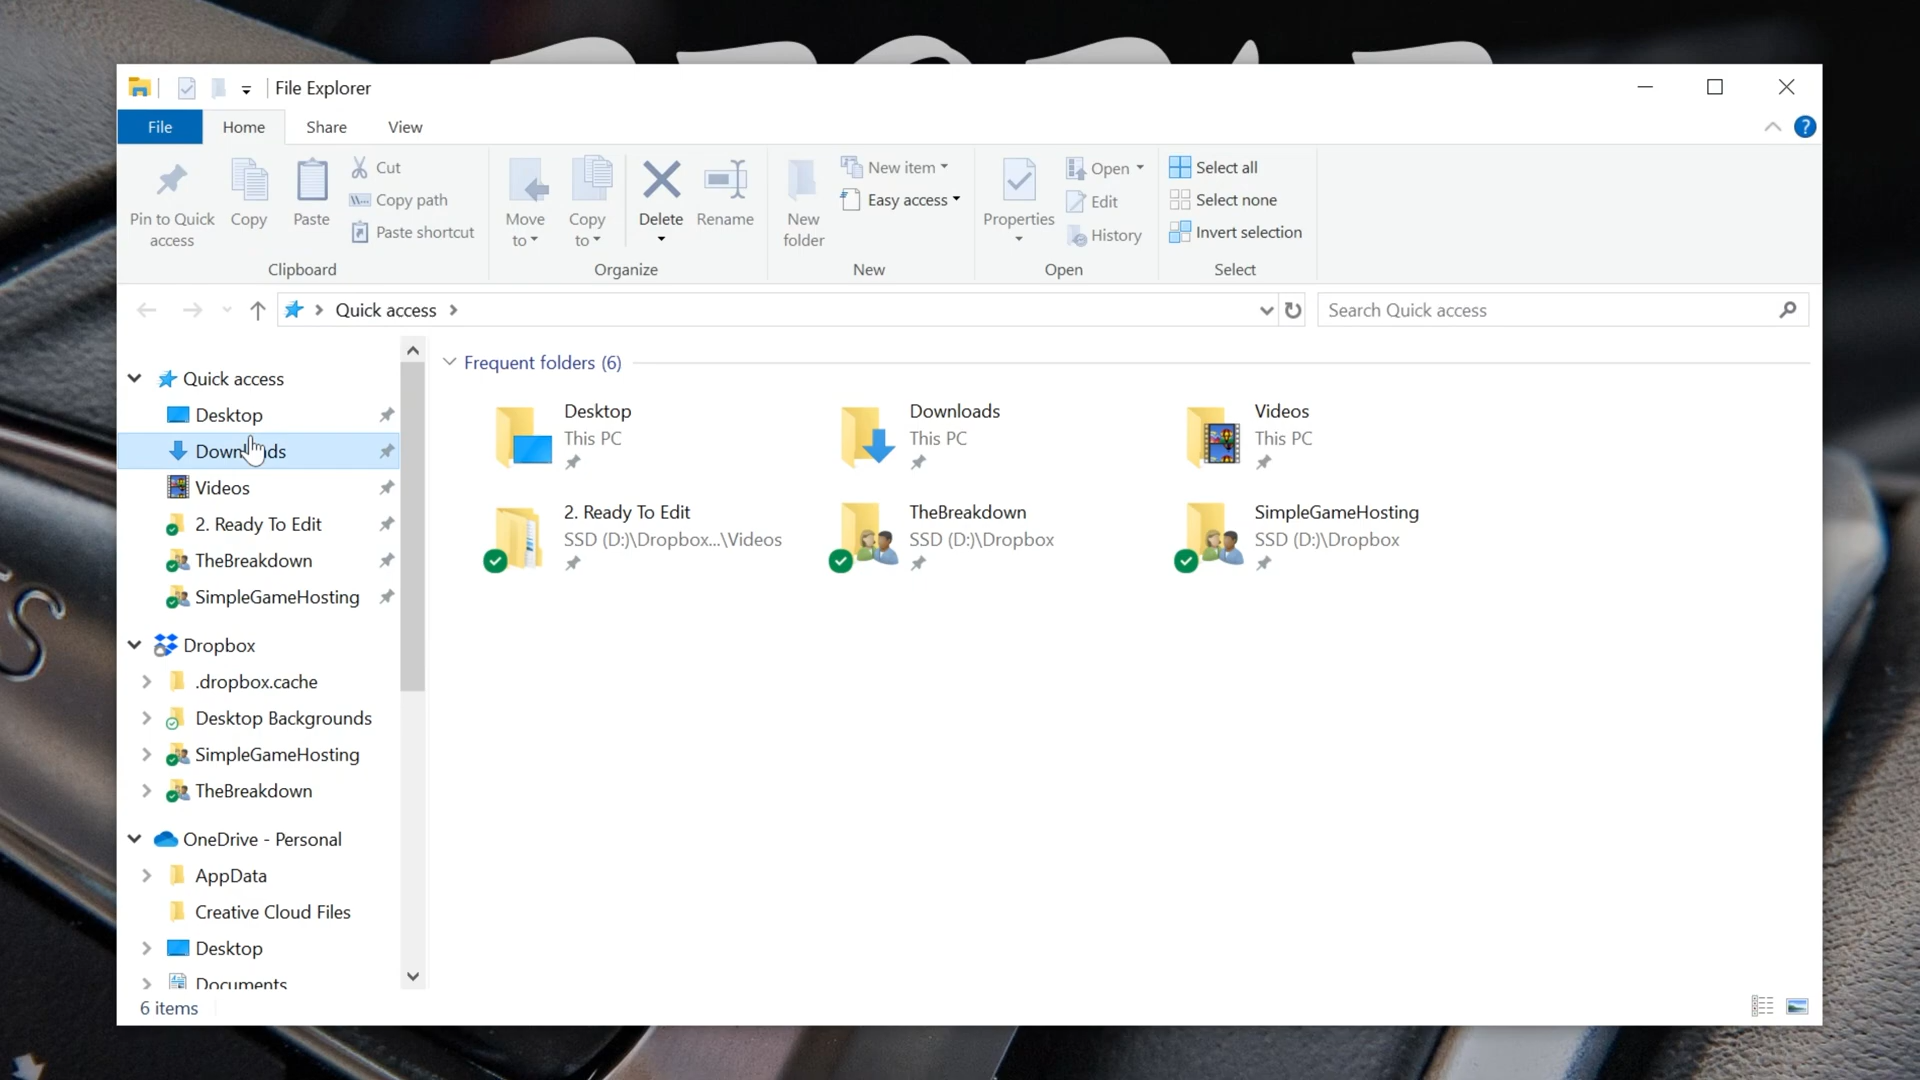 File Explorer
File Home Share View
Pin to Quick access
Copy
Paste
Cut
Copy path
Paste shortcut
Clipboard
Move to
Copy to
Delete
Rename
Organize
New folder
New item
Easy access
New
Properties
Open
Edit
History
Open
Select all
Select none
Invert selection
Select
Quick access
Search Quick access
Quick access
Desktop
Downloads
Videos
2. Ready To Edit
TheBreakdown
SimpleGameHosting
Dropbox
.dropbox.cache
Desktop Backgrounds
SimpleGameHosting
TheBreakdown
OneDrive - Personal
AppData
Creative Cloud Files
Desktop
Documents
Frequent folders (6)
Desktop
This PC
Downloads
This PC
Videos
This PC
2. Ready To Edit
SSD (D:)\Dropbox...\Videos
TheBreakdown
SSD (D:)\Dropbox
SimpleGameHosting
SSD (D:)\Dropbox
6 items